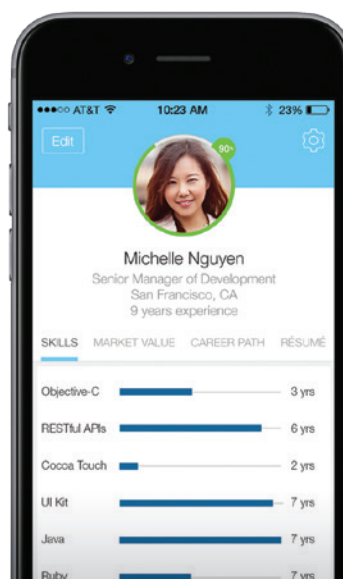 AT&T 10:23 AM 23%
Edit
90%
Michelle Nguyen
Senior Manager of Development
San Francisco, CA
9 years experience
SKILLS MARKET VALUE CAREER PATH RÉSUMÉ
Objective-C 3 yrs
RESTful APIs 6 yrs
Cocoa Touch 2 yrs
UI Kit 7 yrs
Java 7 yrs
Ruby 7 yrs